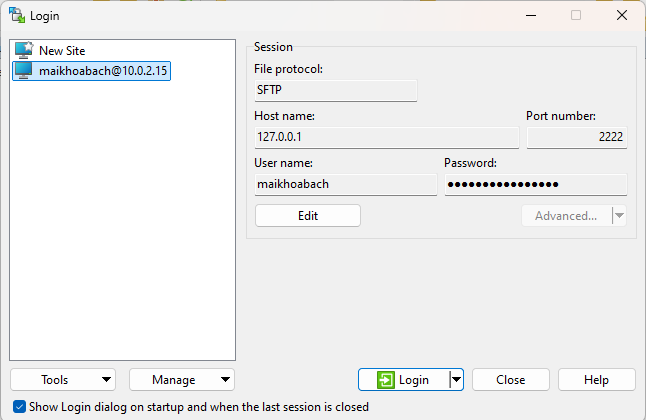 Login
New Site
maikhoabach@10.0.2.15
Session
File protocol:
SFTP
Host name: Port number:
127.0.0.1 2222
User name: Password:
maikhoabach ●●●●●●●●●●●●●●●●
Edit Advanced...
Tools Manage Login Close Help
Show Login dialog on startup and when the last session is closed